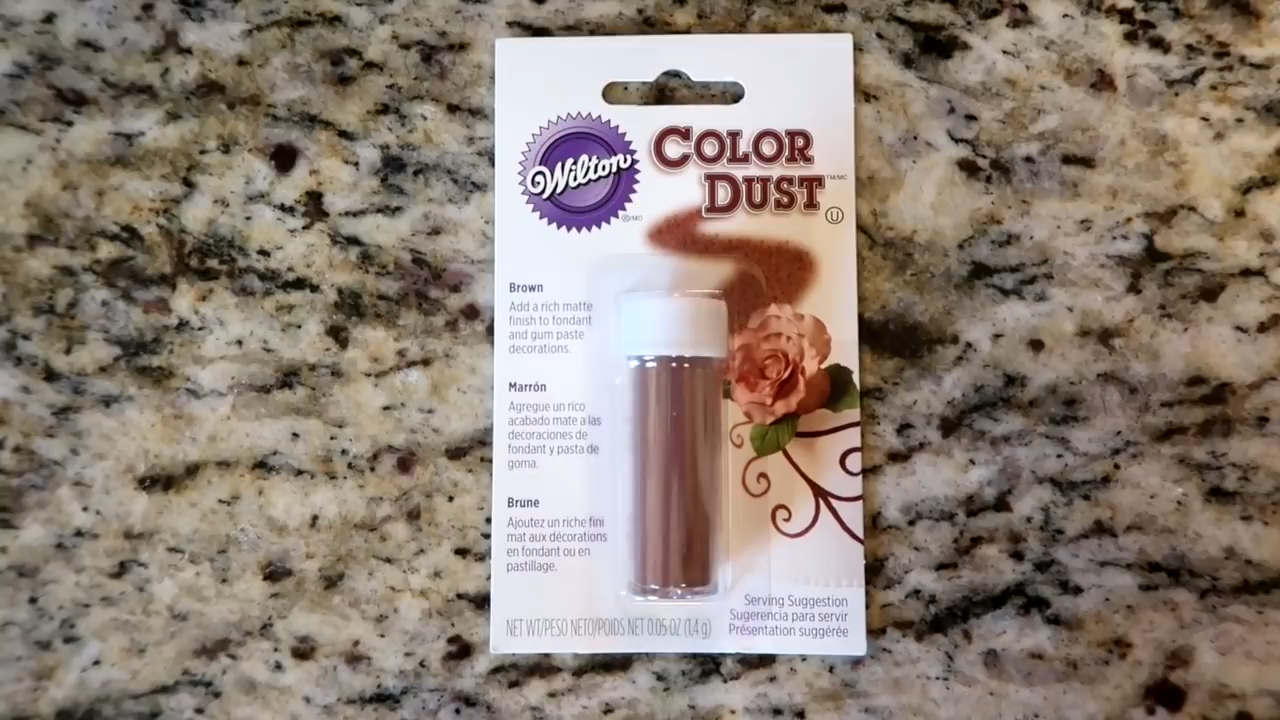 Wilton
®/MD
COLOR
DUST™/MC
U
Brown
Add a rich matte
finish to fondant
and gum paste
decorations.
Marrón
Agregue un rico
acabado mate a las
decoraciones de
fondant y pasta de
goma.
Brune
Ajoutez un riche fini
mat aux décorations
en fondant ou en
pastillage.
NET WT/PESO NETO/POIDS NET 0.05 OZ (1,4 g)
Serving Suggestion
Sugerencia para servir
Présentation suggérée